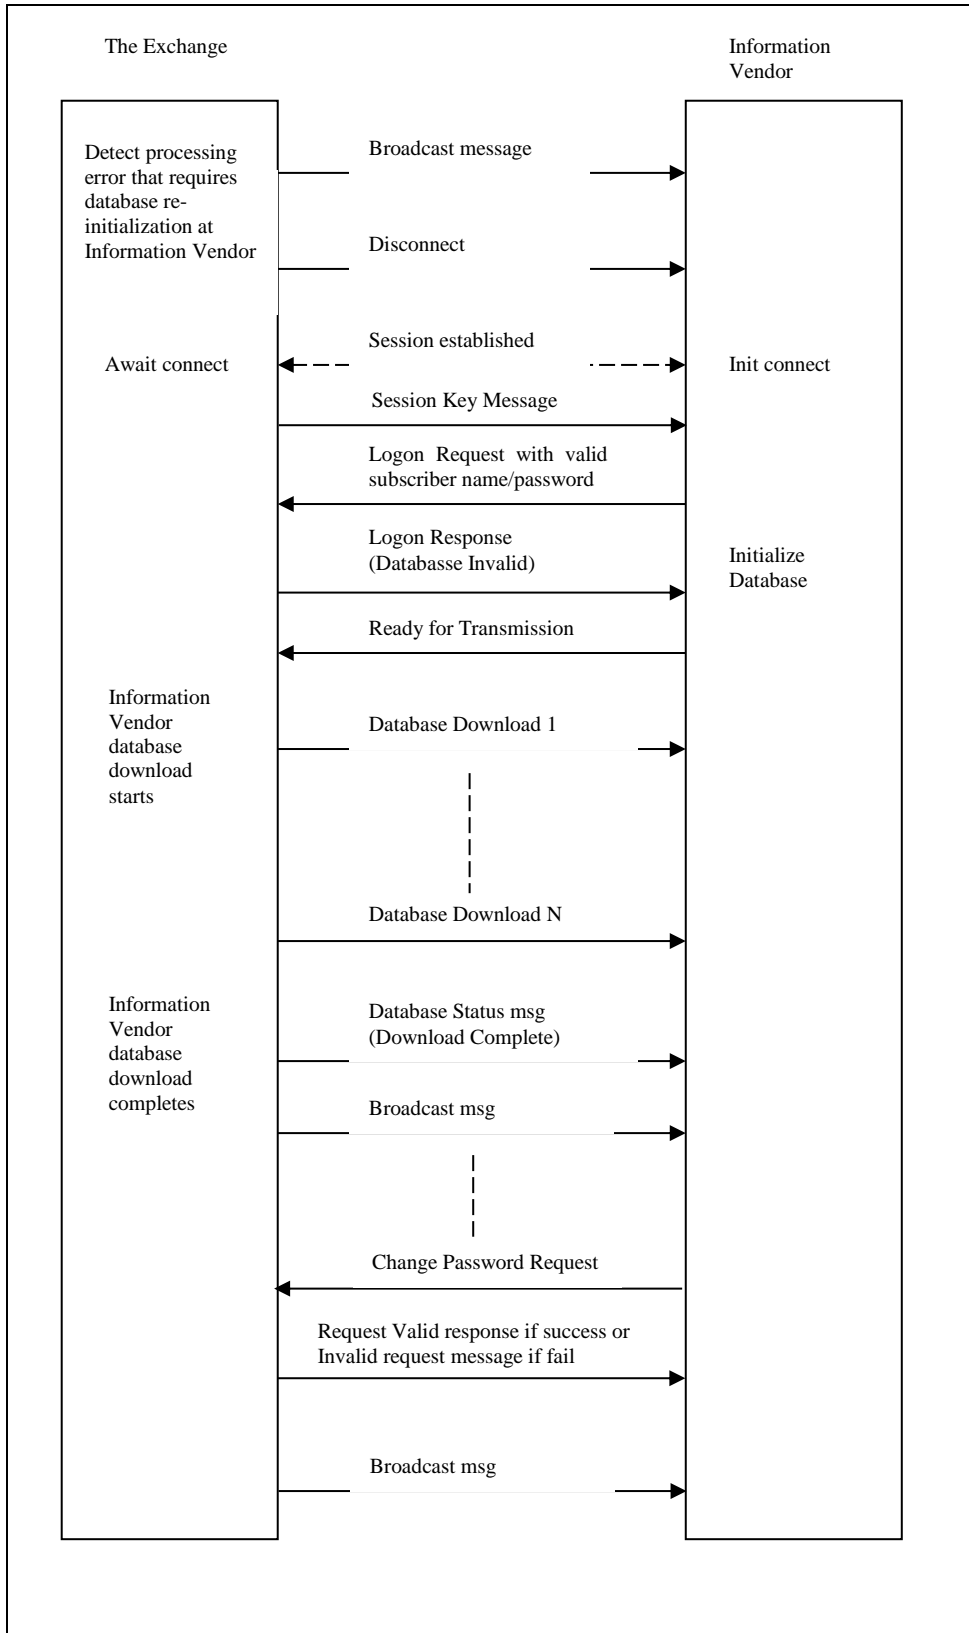 The Exchange
Information
Vendor
Detect processing
error that requires
database re-
initialization at
Information Vendor
Broadcast message
Disconnect
Session established
Await connect
Init connect
Session Key Message
Logon Request with valid
subscriber name/password
Logon Response
(Databasse Invalid)
Initialize
Database
Ready for Transmission
Information
Vendor
database
download
starts
Database Download 1
Database Download N
Information
Vendor
database
download
completes
Database Status msg
(Download Complete)
Broadcast msg
Change Password Request
Request Valid response if success or
Invalid request message if fail
Broadcast msg